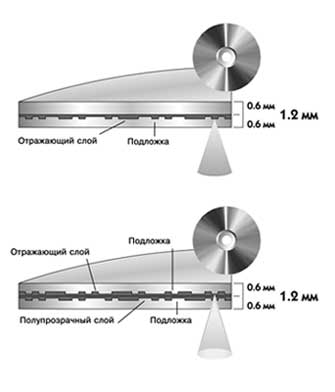 0.6 мм
1.2 мм
0.6 мм
Отражающий слой
Подложка
Отражающий слой
Подложка
0.6 мм
1.2 мм
0.6 мм
Полупрозрачный слой
Подложка